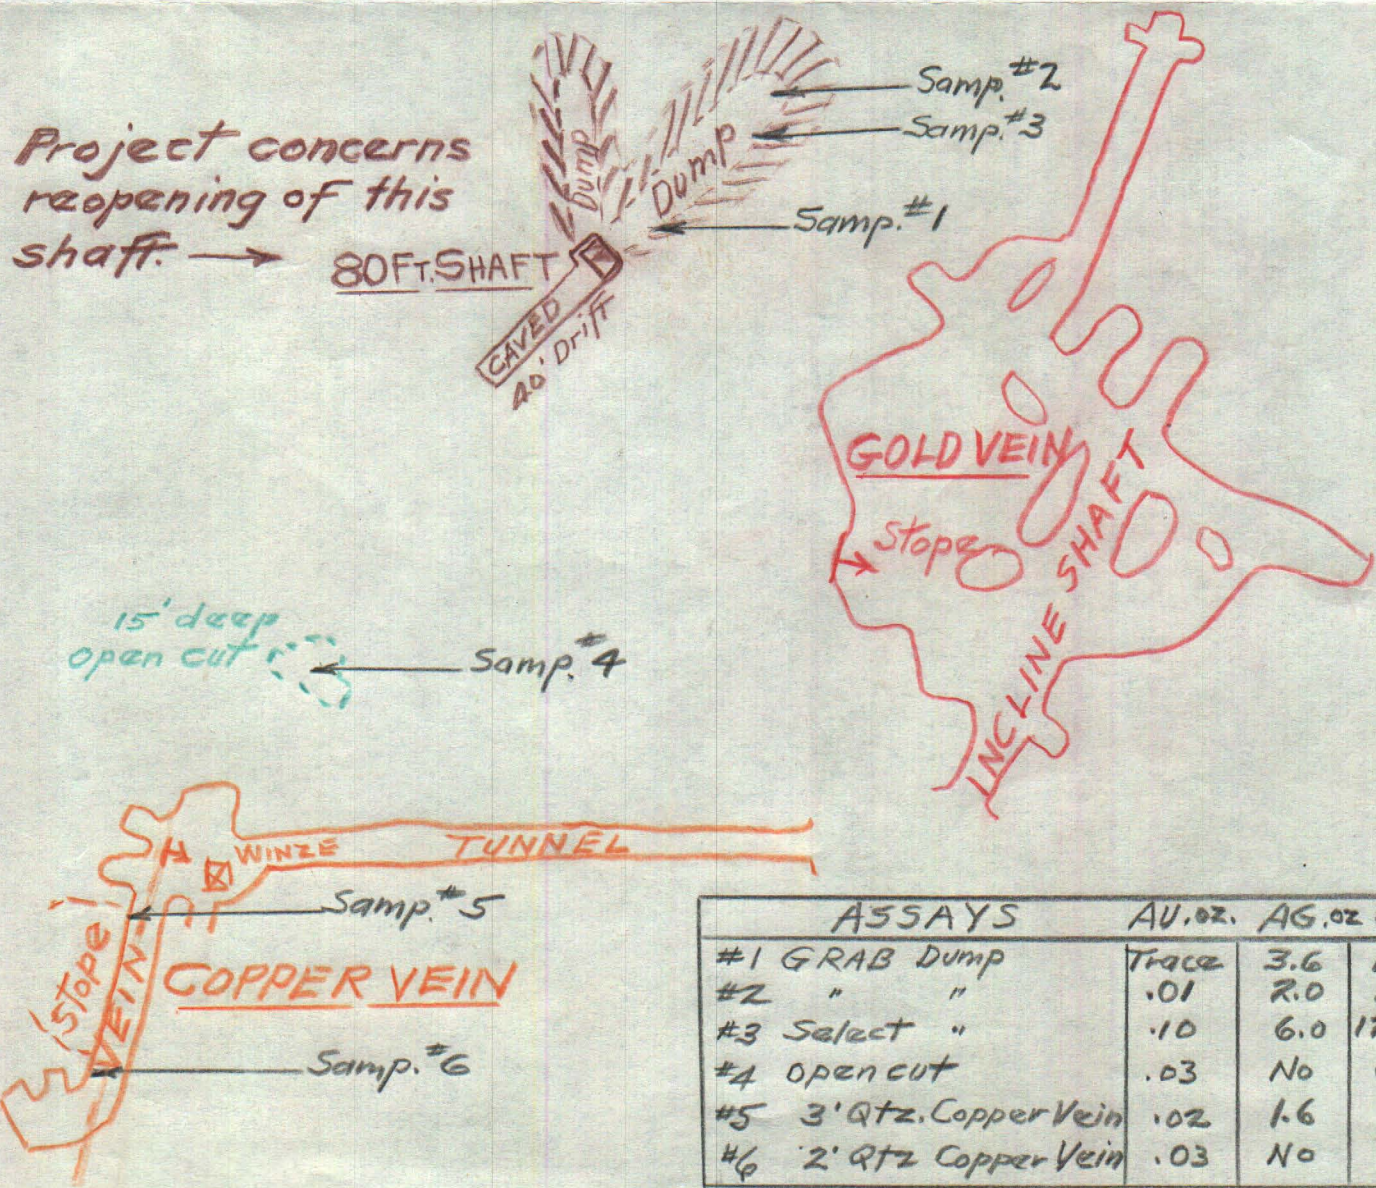 Project concerns
reopening of this
shaft.
80 FT. SHAFT
CAVED
40' Drift
Dump
Dump
Samp. #2
Samp. #3
Samp. #1
GOLD VEIN
Stope
INCLINE SHAFT
15' deep
open cut
Samp. #4
WINZE
TUNNEL
Samp. #5
Stope
VEIN
COPPER VEIN
Samp. #6
ASSAYS AU.oz. AG.oz
#1 GRAB Dump Trace 3.6
#2 " " .01 2.0
#3 Select " .10 6.0
#4 open cut .03 No
#5 3' Qtz. Copper Vein .02 1.6
#6 2' Qtz Copper Vein .03 No